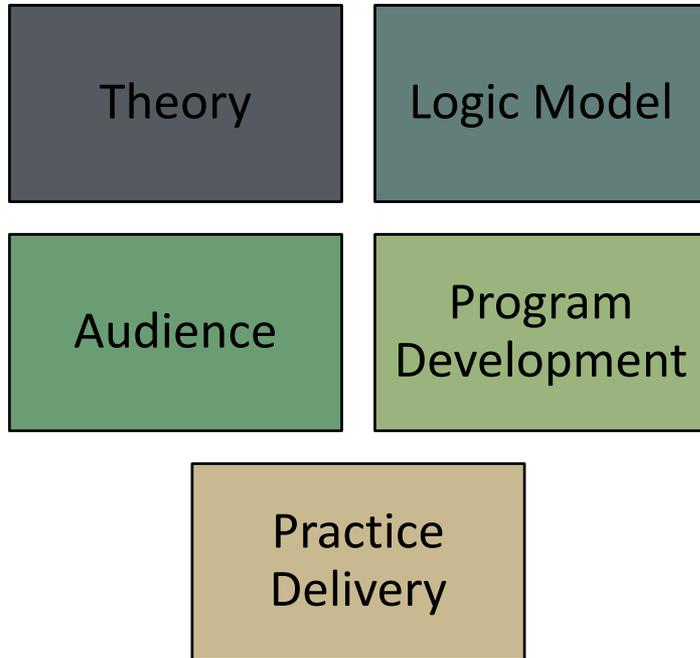 Theory
Logic Model
Audience
Program
Development
Practice
Delivery